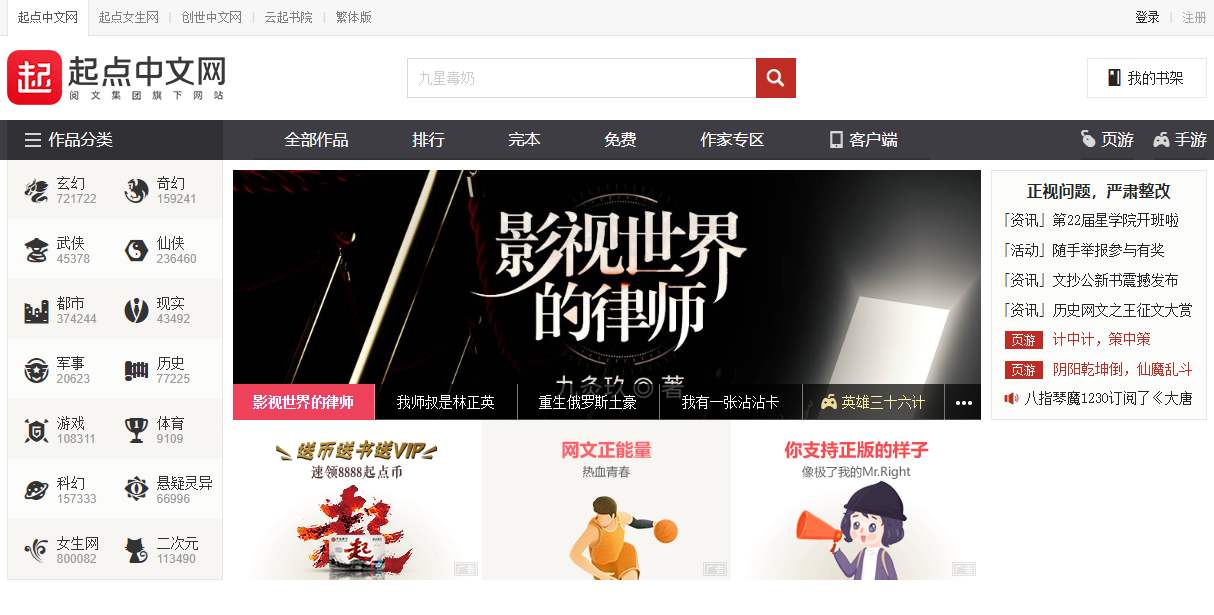 起点中文网 起点女生网 创世中文网 云起书院 繁体版 登录 注册
起 起点中文网
阅文集团旗下网站
九星毒奶
我的书架
作品分类 全部作品 排行 完本 免费 作家专区 客户端 页游 手游
玄幻 奇幻
721722 159241
武侠 仙侠
45378 236460
都市 现实
374244 43492
军事 历史
20623 77225
游戏 体育
108311 9109
科幻 悬疑灵异
157333 66996
女生网 二次元
800082 113490
影视世界
的律师
九灸玖◎著
影视世界的律师 我师叔是林正英 重生俄罗斯土豪 我有一张沾沾卡 英雄三十六计 •••
正视问题，严肃整改
「资讯」第22届星学院开班啦
「活动」随手举报参与有奖
「资讯」文抄公新书震撼发布
「资讯」历史网文之王征文大赏
页游 计中计，策中策
页游 阴阳乾坤倒，仙魔乱斗
八指琴魔1230订阅了《大唐
送币送书送VIP
速领8888起点币
起
广告
网文正能量
热血青春
广告
你支持正版的样子
像极了我的Mr.Right
广告